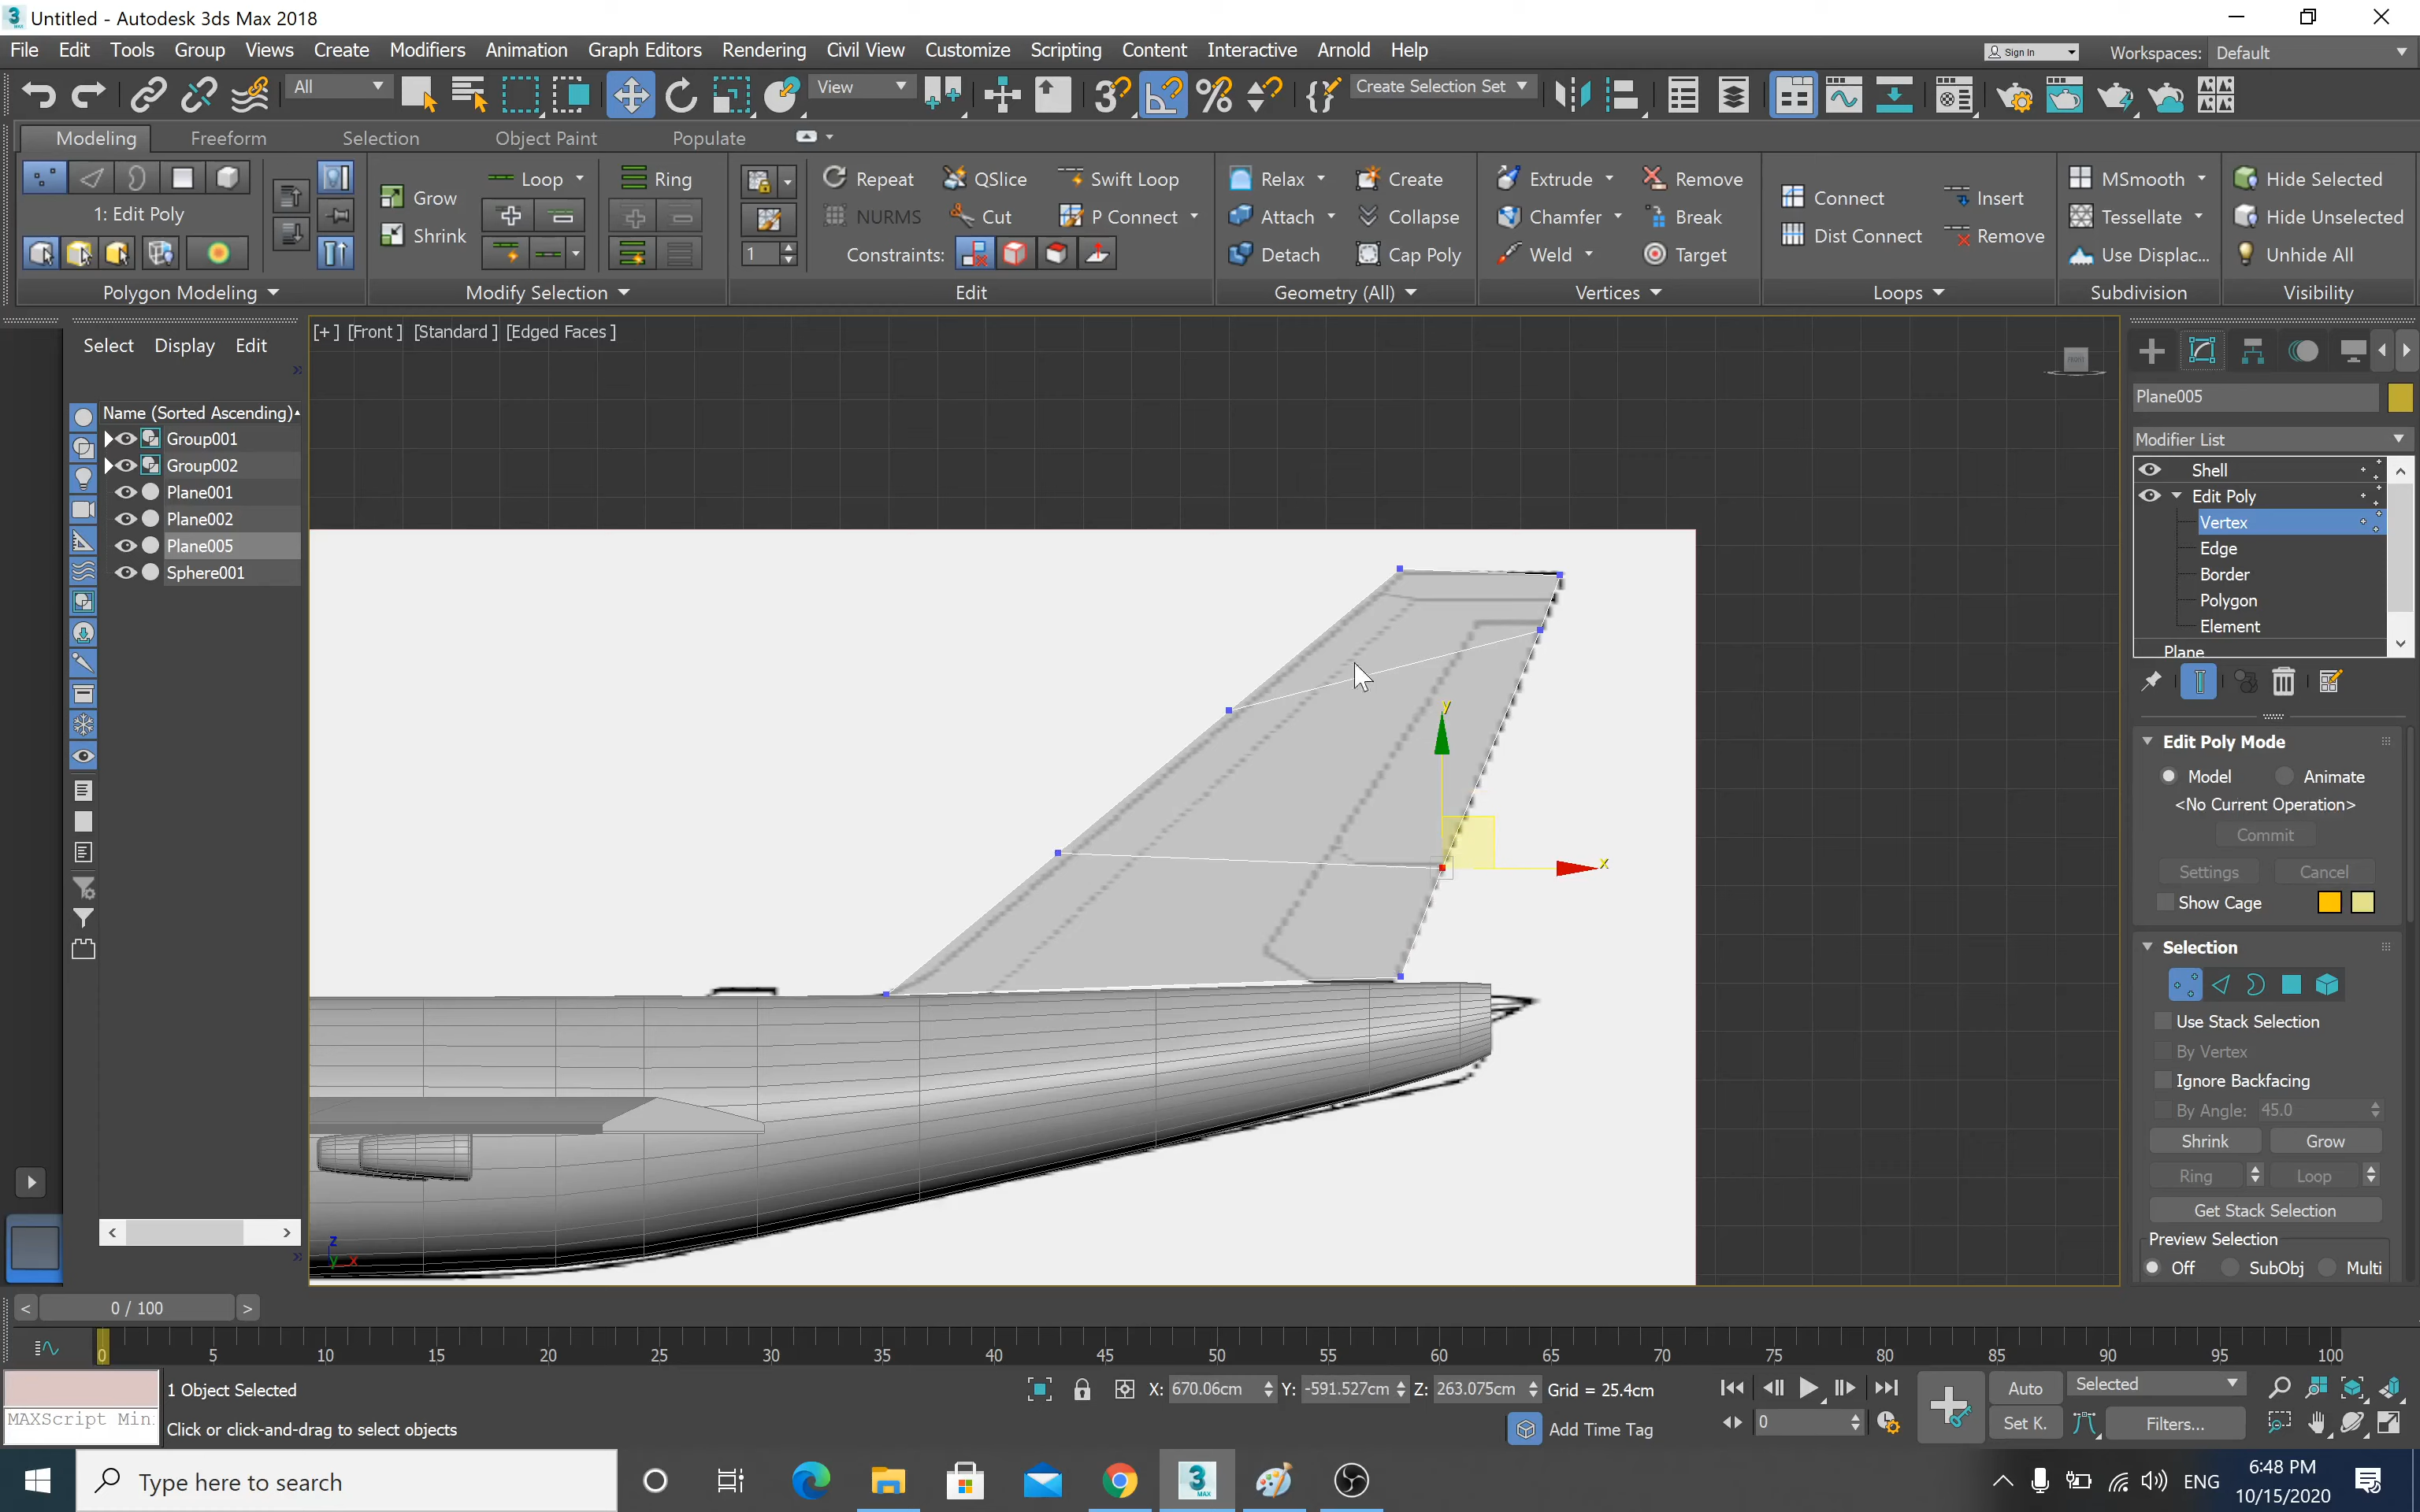 Untitled - Autodesk 3ds Max 2018
File Edit Tools Group Views Create Modifiers Animation Graph Editors Rendering Civil View Customize Scripting Content Interactive Arnold Help
Sign In Workspaces: Default
All View Create Selection Set
Modeling Freeform Selection Object Paint Populate
Grow Loop Ring Repeat QSlice Swift Loop Relax Create Extrude Remove Connect Insert MSmooth Hide Selected
1: Edit Poly Shrink NURMS Cut P Connect Attach Collapse Chamfer Break Dist Connect Remove Tessellate Hide Unselected
1 Constraints: Detach Cap Poly Weld Target Use Displac... Unhide All
Polygon Modeling Modify Selection Edit Geometry (All) Vertices Loops Subdivision Visibility
Select Display Edit
[+] [Front] [Standard] [Edged Faces]
FRONT
Name (Sorted Ascending)
Group001
Group002
Plane001
Plane002
Plane005
Sphere001
y
x
z
y x
Plane005
Modifier List
Shell
Edit Poly
Vertex
Edge
Border
Polygon
Element
Plane
Edit Poly Mode
Model Animate
<No Current Operation>
Commit
Settings Cancel
Show Cage
Selection
Use Stack Selection
By Vertex
Ignore Backfacing
By Angle: 45.0
Shrink Grow
Ring Loop
Get Stack Selection
Preview Selection
Off SubObj Multi
< 0 / 100 >
0 5 10 15 20 25 30 35 40 45 50 55 60 65 70 75 80 85 90 95 100
1 Object Selected X: 670.06cm Y: -591.527cm Z: 263.075cm Grid = 25.4cm Auto Selected
MAXScript Min
Click or click-and-drag to select objects Add Time Tag 0 Set K. Filters...
Type here to search
3 MAX
ENG
6:48 PM
10/15/2020